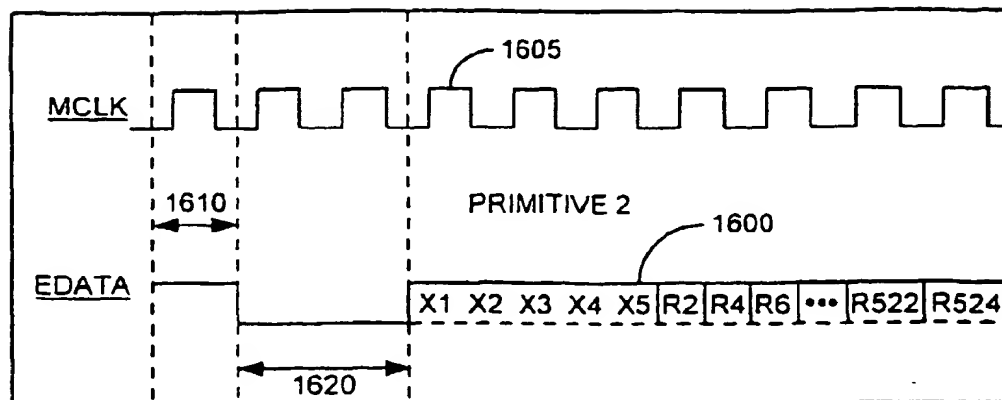 1605
MCLK
1610
PRIMITIVE 2
1600
EDATA
X1 X2 X3 X4 X5 R2 R4 R6 ••• R522 R524
1620